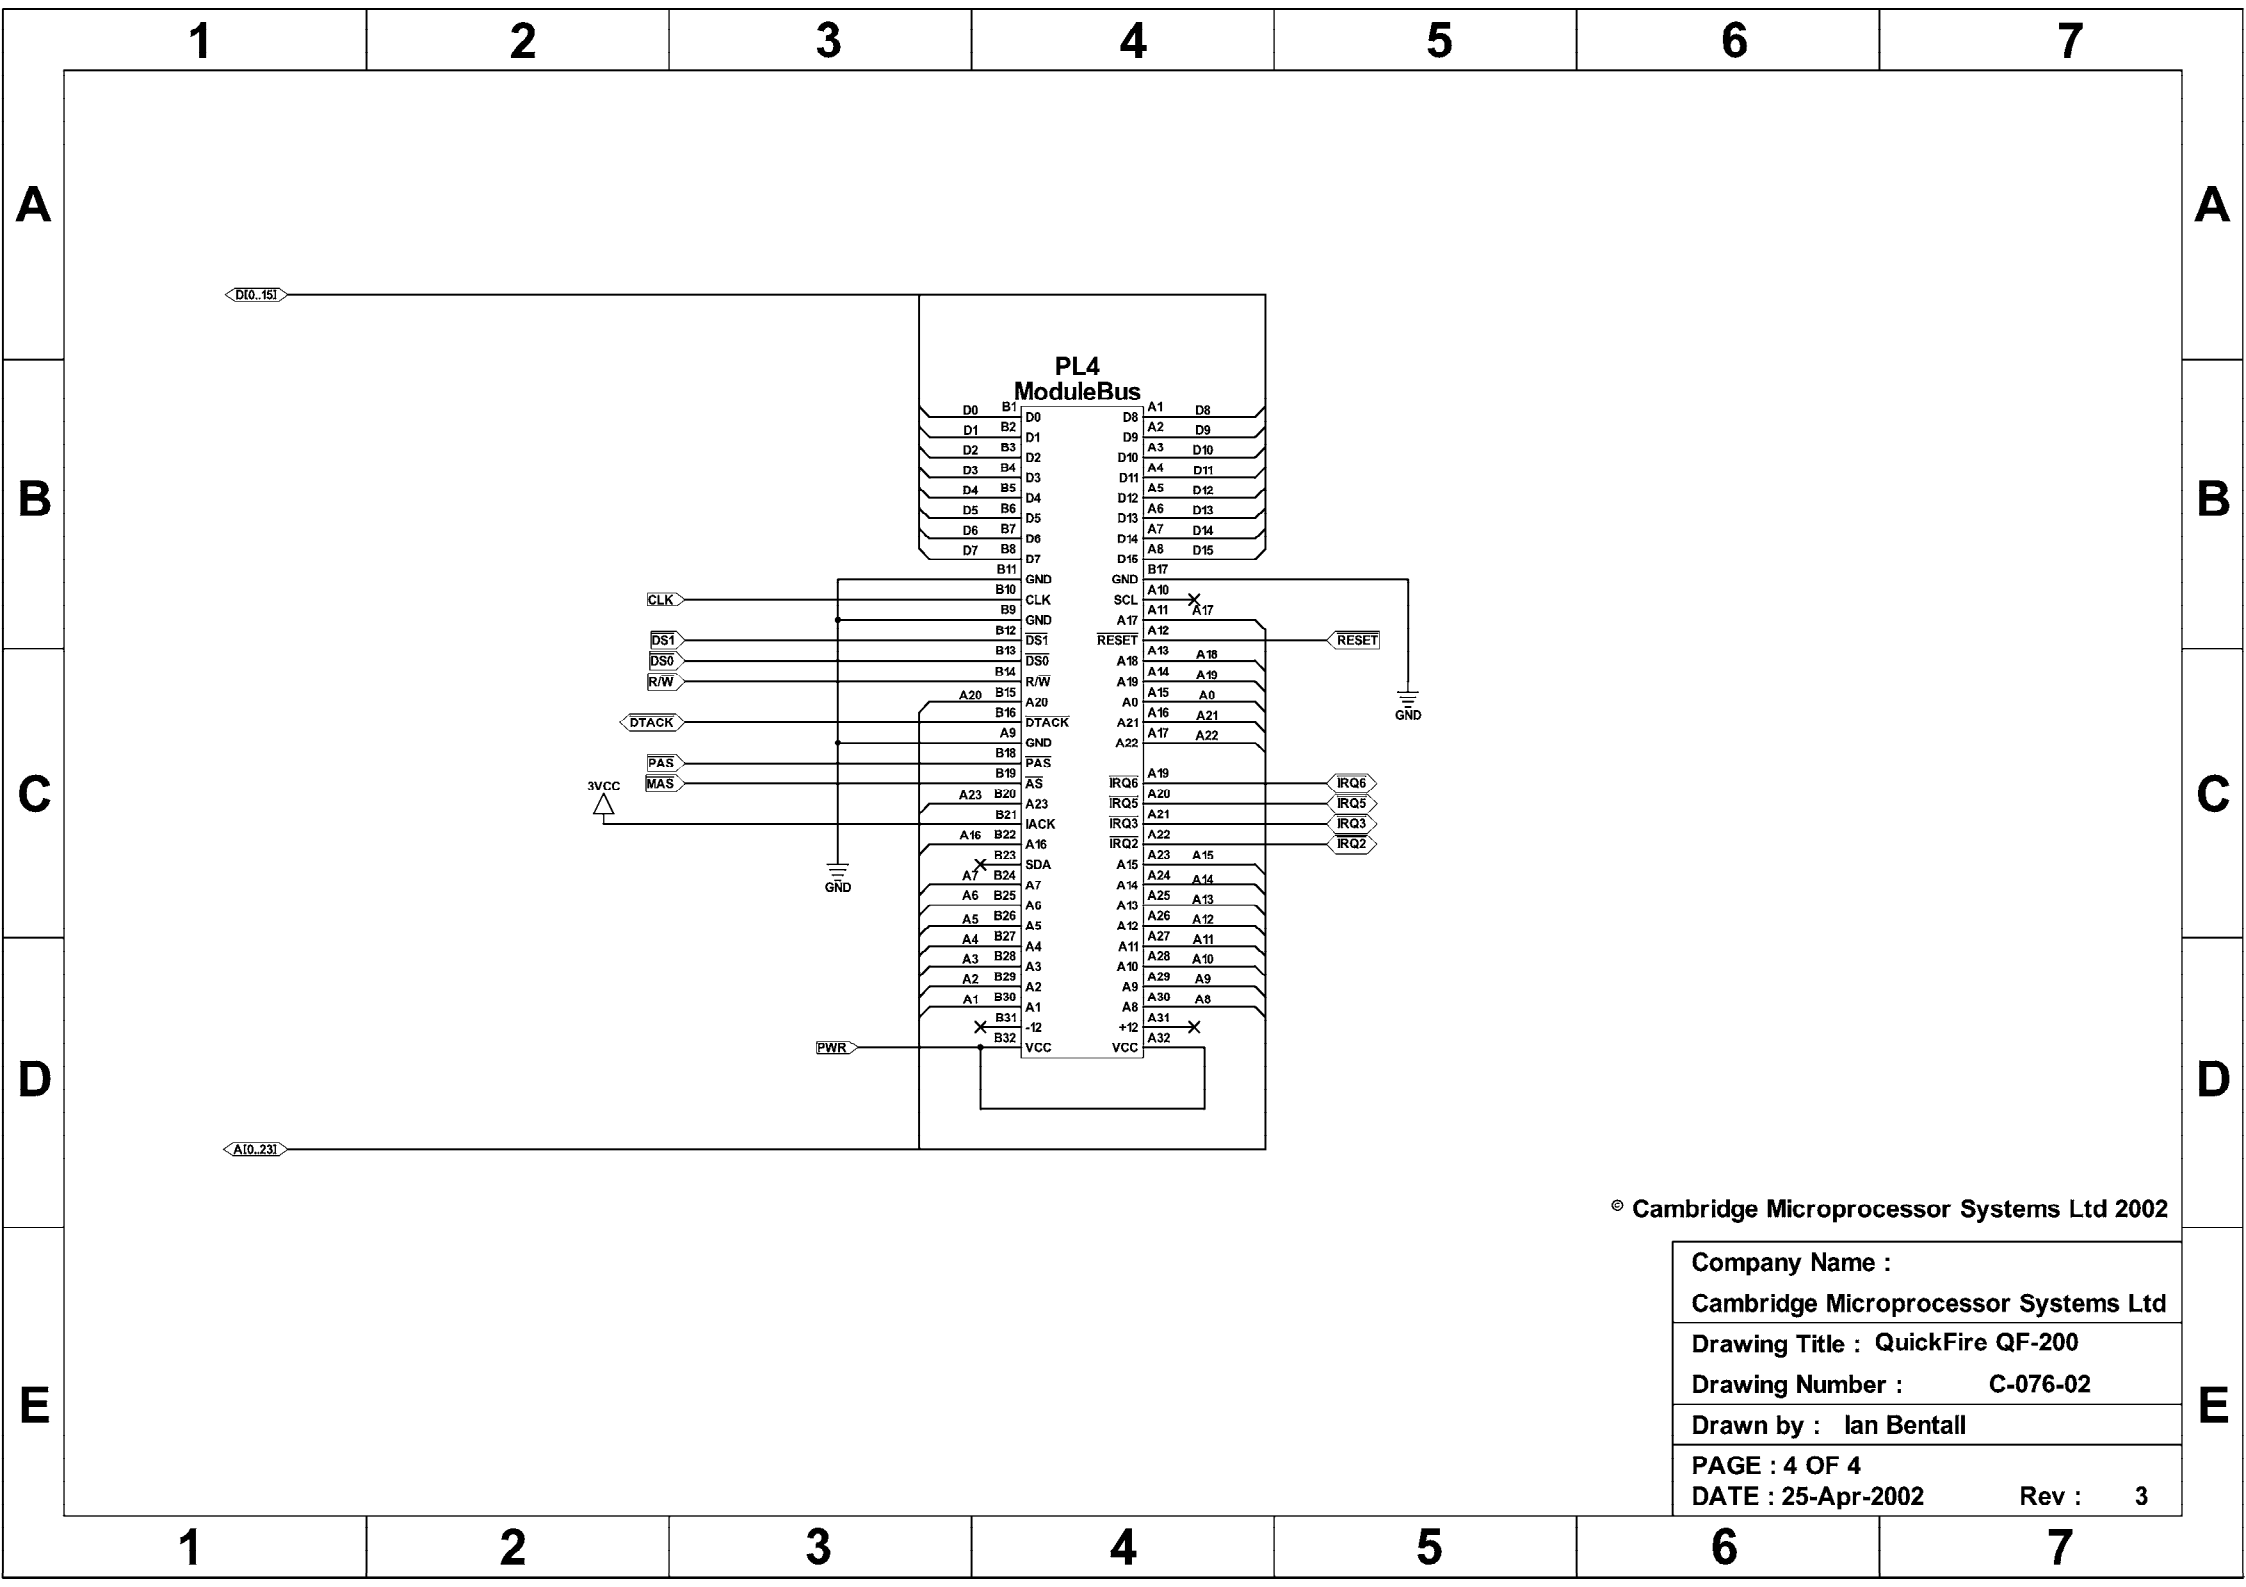 1 2 3 4 5 6 7
A A
D[0..15]
PL4
B ModuleBus B
D0 B1 D0 D8 A1 D8
D1 B2 D1 D9 A2 D9
D2 B3 D2 D10 A3 D10
D3 B4 D3 D11 A4 D11
D4 B5 D4 D12 A5 D12
D5 B6 D5 D13 A6 D13
D6 B7 D6 D14 A7 D14
D7 B8 D7 D15 A8 D15
B11 GND GND B17
CLK B10 CLK SCL A10
B9 GND A17 A11 A17
DS1 B12 DS1 RESET A12 RESET
DS0 B13 DS0 A18 A13 A18
R/W B14 R/W A19 A14 A19
A20 B15 A20 A0 A15 A0
DTACK B16 DTACK A21 A16 A21 GND
A9 GND A22 A17 A22
PAS B18 PAS
MAS B19 AS IRQ6 A19 IRQ6
C C
3VCC A23 B20 A23 IRQ5 A20 IRQ5
B21 IACK IRQ3 A21 IRQ3
A16 B22 A16 IRQ2 A22 IRQ2
B23 SDA A15 A23 A15
GND A7 B24 A7 A14 A24 A14
A6 B25 A6 A13 A25 A13
A5 B26 A5 A12 A26 A12
A4 B27 A4 A11 A27 A11
A3 B28 A3 A10 A28 A10
A2 B29 A2 A9 A29 A9
A1 B30 A1 A8 A30 A8
B31 -12 +12 A31
PWR B32 VCC VCC A32
D D
A[0..23]
© Cambridge Microprocessor Systems Ltd 2002
Company Name :
Cambridge Microprocessor Systems Ltd
Drawing Title : QuickFire QF-200
Drawing Number : C-076-02
E E
Drawn by : Ian Bentall
PAGE : 4 OF 4
DATE : 25-Apr-2002 Rev : 3
1 2 3 4 5 6 7